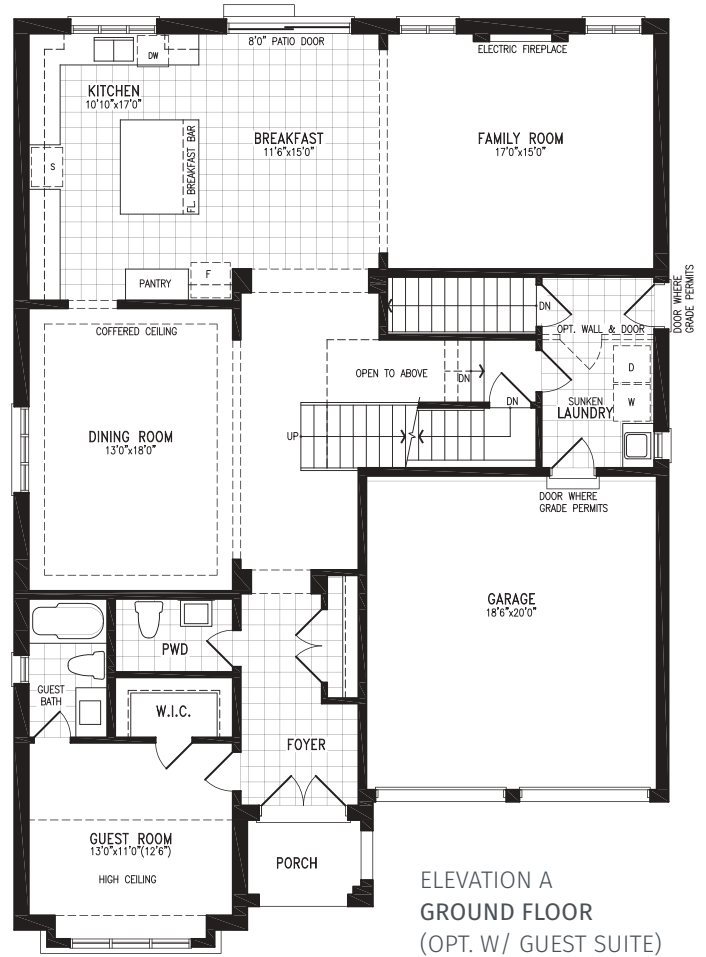 8'0" PATIO DOOR
ELECTRIC FIREPLACE
DW
KITCHEN
10'10"x17'0"
BREAKFAST
11'6"x15'0"
FAMILY ROOM
17'0"x15'0"
FL. BREAKFAST BAR
S
PANTRY
F
DOOR WHERE
GRADE PERMITS
DN
COFFERED CEILING
OPT. WALL & DOOR
OPEN TO ABOVE
DN
D
DN
SUNKEN
LAUNDRY
W
DINING ROOM
13'0"x18'0"
UP
DOOR WHERE
GRADE PERMITS
GARAGE
18'6"x20'0"
PWD
GUEST
BATH
W.I.C.
FOYER
GUEST ROOM
13'0"x11'0"(12'6")
HIGH CEILING
PORCH
ELEVATION A
GROUND FLOOR
(OPT. W/ GUEST SUITE)